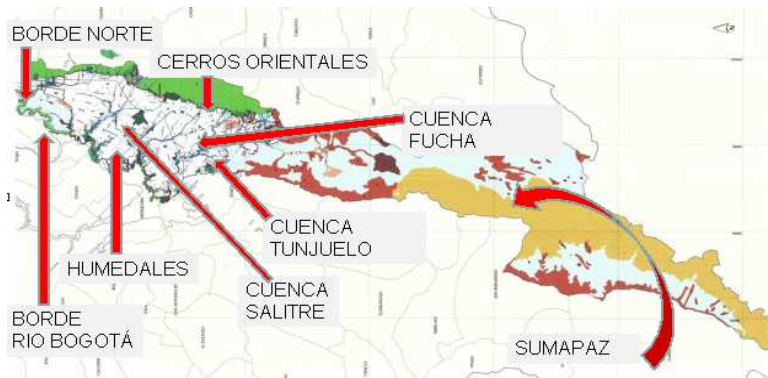 BORDE NORTE
CERROS ORIENTALES
CUENCA
FUCHA
CUENCA
TUNJUELO
HUMEDALES
CUENCA
SALITRE
BORDE
RIO BOGOTÁ
SUMAPAZ